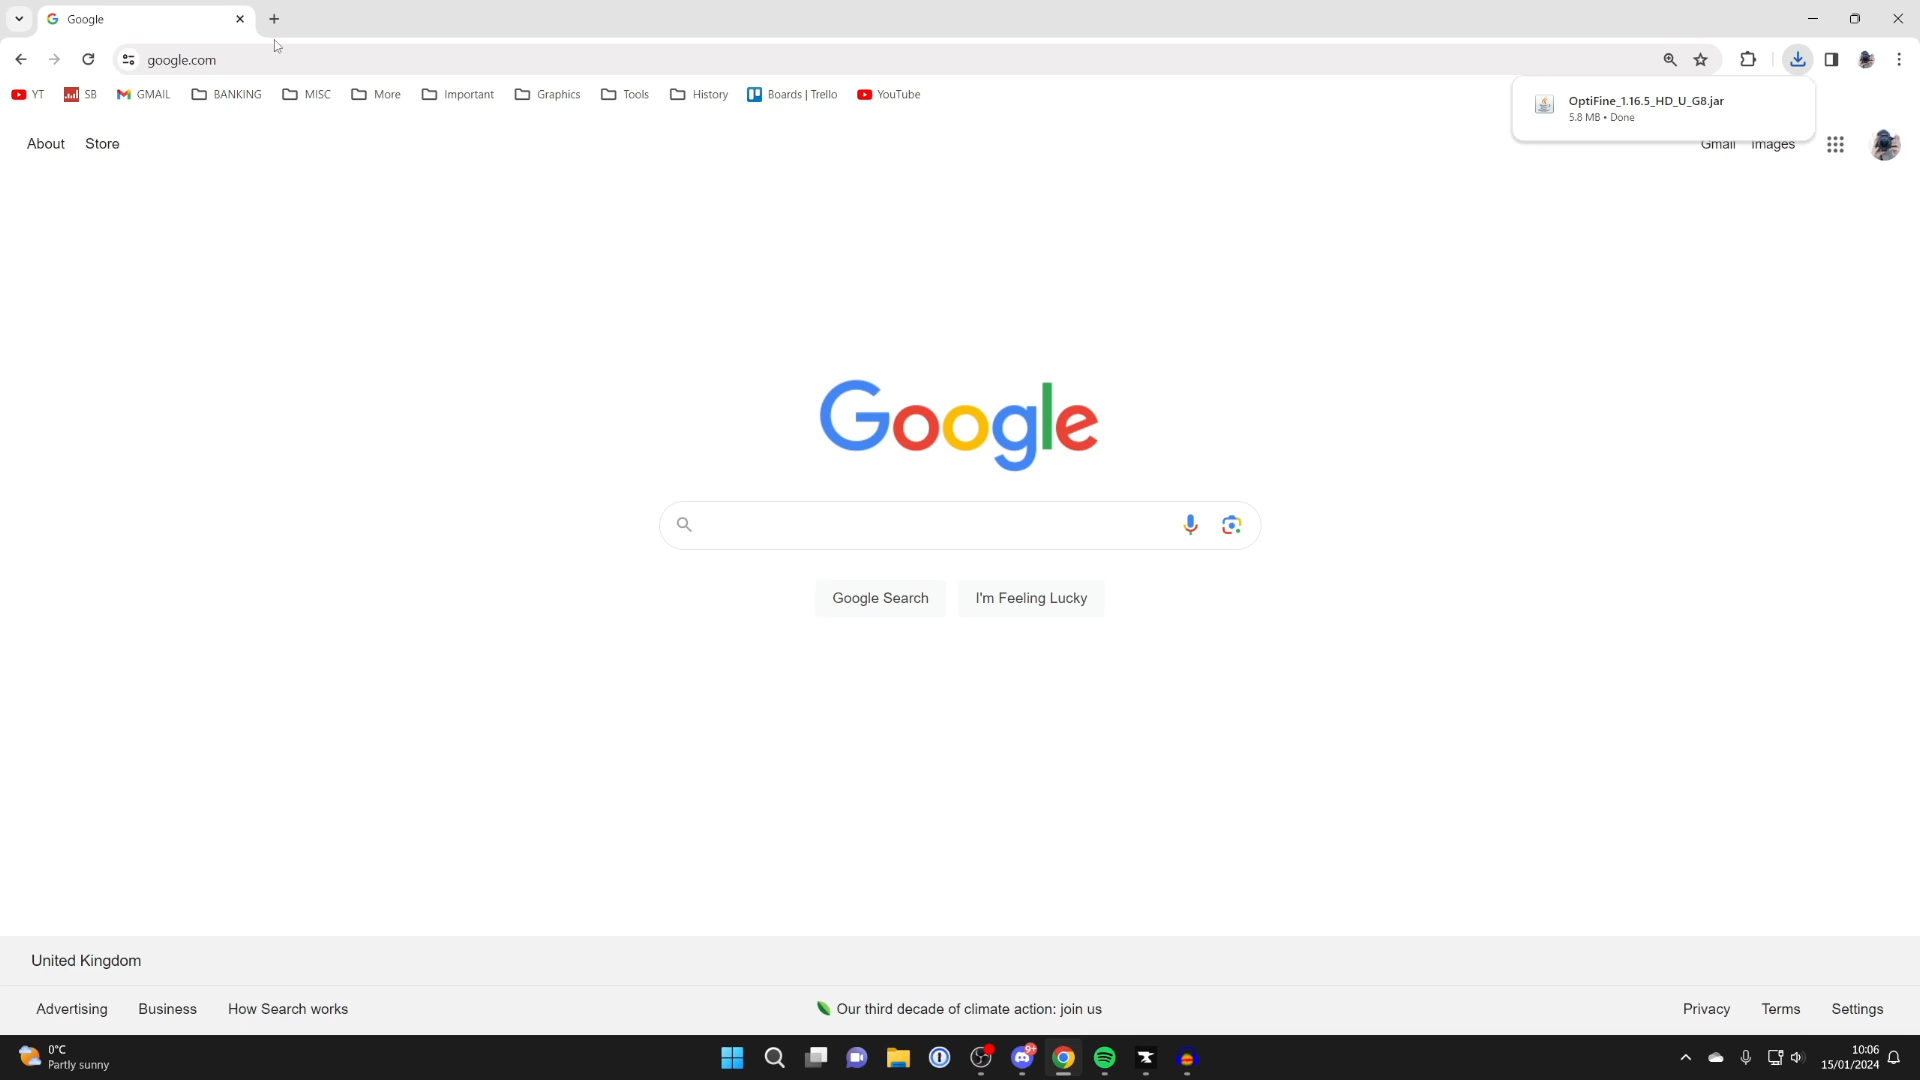 Google
google.com
YT SB GMAIL BANKING MISC More Important Graphics Tools History Boards | Trello YouTube
OptiFine_1.16.5_HD_U_G8.jar
5.8 MB • Done
About Store Gmail Images
Google
Google Search I'm Feeling Lucky
United Kingdom
Advertising Business How Search works Our third decade of climate action: join us Privacy Terms Settings
0°C
Partly sunny
9+
10:06
15/01/2024